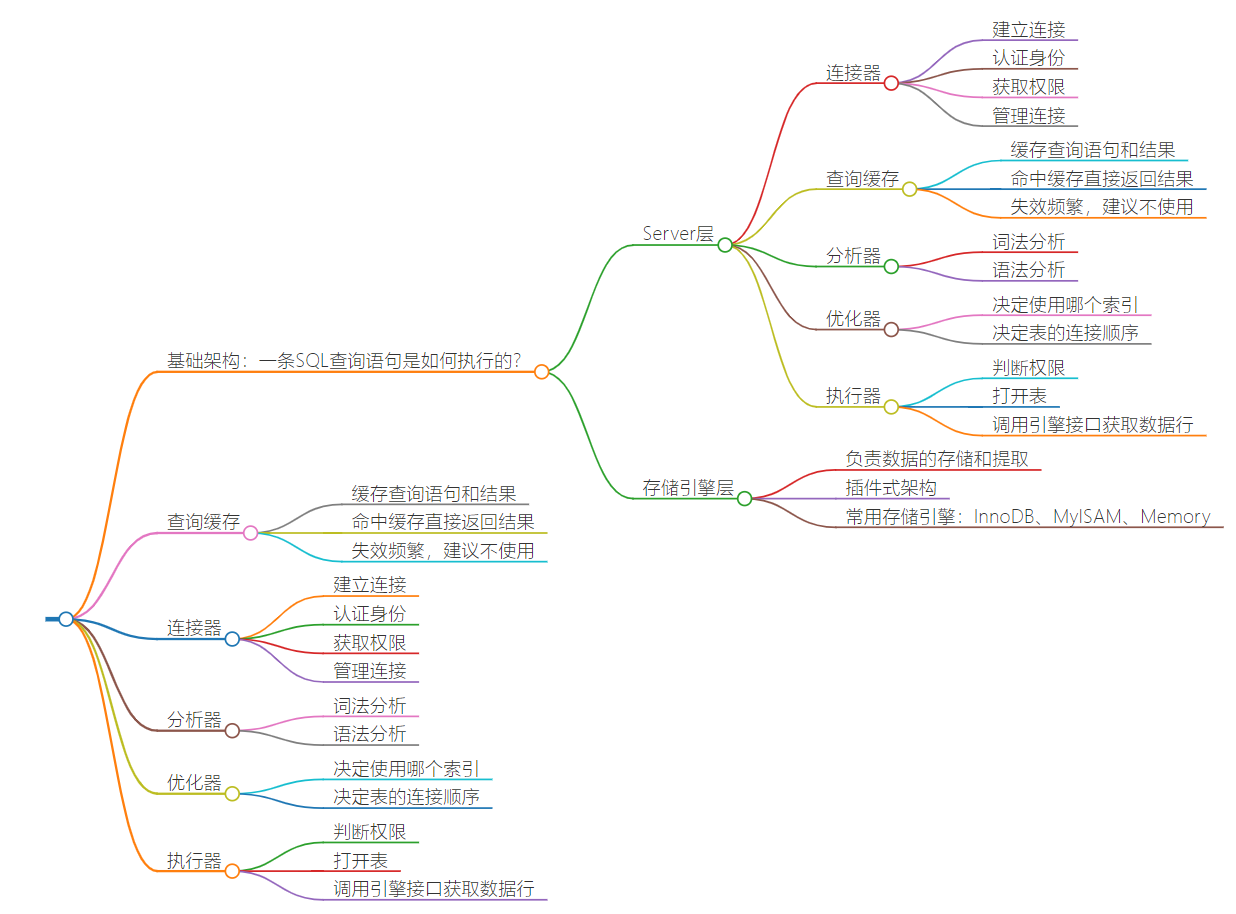 基础架构：一条SQL查询语句是如何执行的？
Server层
连接器
建立连接
认证身份
获取权限
管理连接
查询缓存
缓存查询语句和结果
命中缓存直接返回结果
失效频繁，建议不使用
分析器
词法分析
语法分析
优化器
决定使用哪个索引
决定表的连接顺序
执行器
判断权限
打开表
调用引擎接口获取数据行
存储引擎层
负责数据的存储和提取
插件式架构
常用存储引擎：InnoDB、MyISAM、Memory
查询缓存
缓存查询语句和结果
命中缓存直接返回结果
失效频繁，建议不使用
连接器
建立连接
认证身份
获取权限
管理连接
分析器
词法分析
语法分析
优化器
决定使用哪个索引
决定表的连接顺序
执行器
判断权限
打开表
调用引擎接口获取数据行